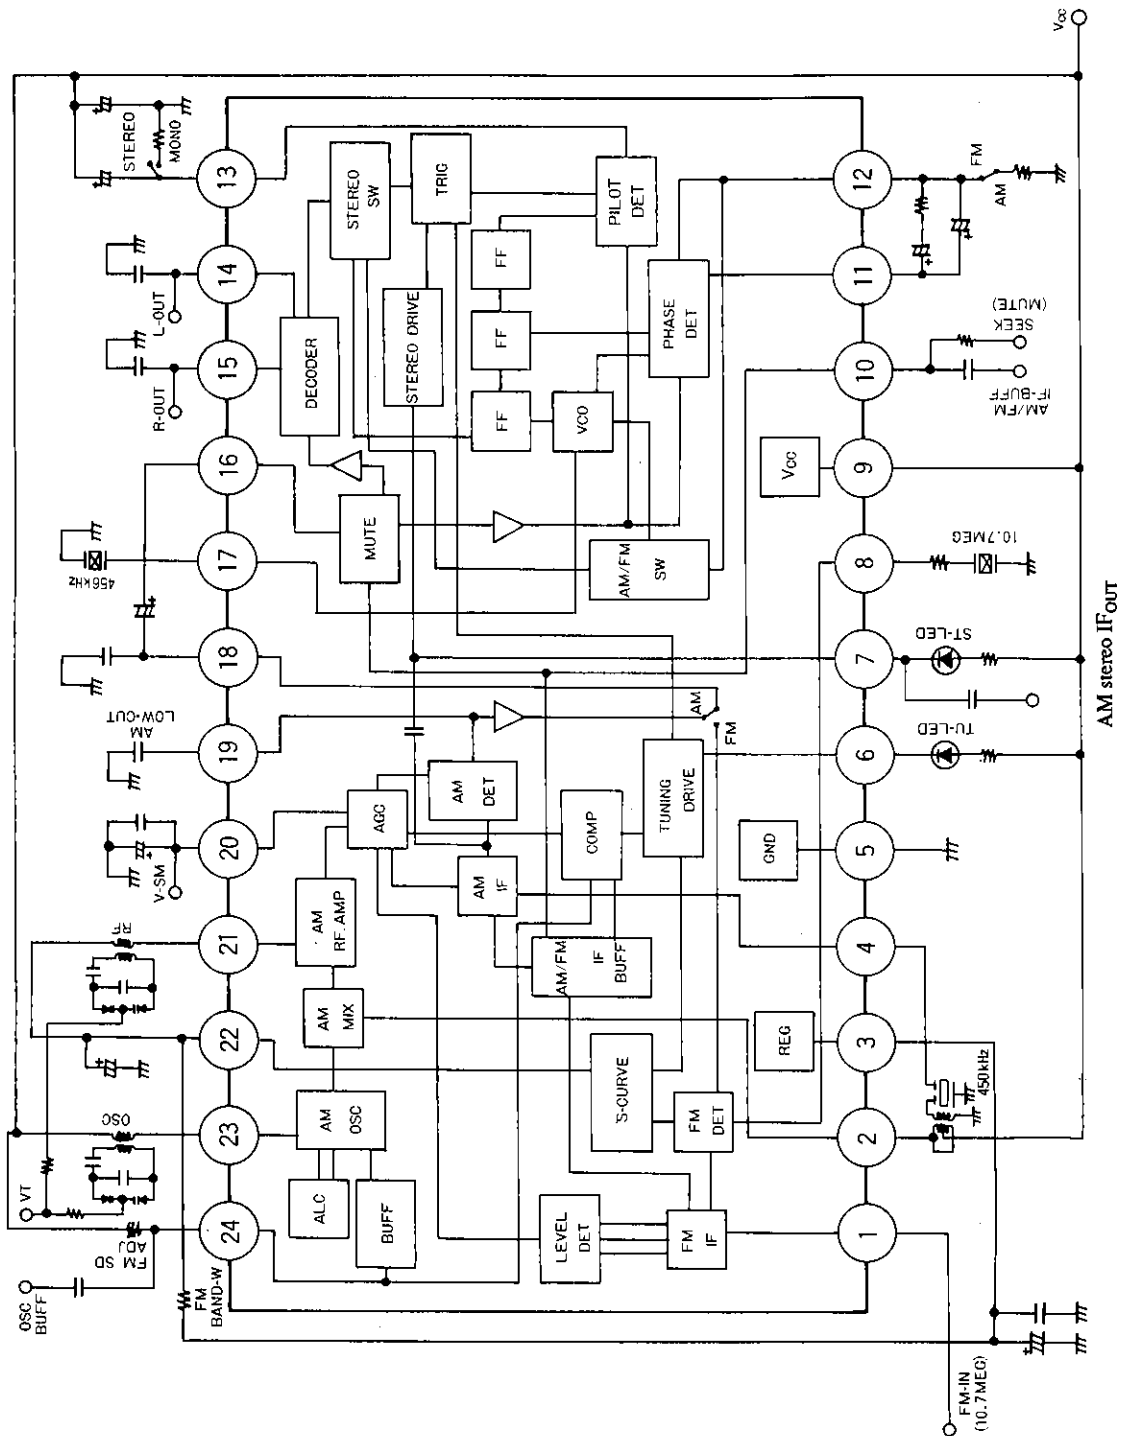 OSC
BUFF
FM SD
ADJ
VT
OSC
RF
V-SM
AM
LOW-CUT
456kHz
R-OUT
L-OUT
STEREO
MONO
Vcc
FM
BAND-W
24
23
22
21
20
19
18
17
16
15
14
13
ALC
BUFF
AM
OSC
AM
MIX
AM
RF. AMP
AGC
AM
DET
AM
IF
COMP
TUNING
DRIVE
AM/FM
IF
BUFF
S-CURVE
FM
DET
LEVEL
DET
FM
IF
REG
GND
AM
FM
MUTE
DECODER
STEREO
SW
STEREO DRIVE
TRIG
FF
FF
FF
VCO
PILOT
DET
PHASE
DET
AM/FM
SW
Vcc
1
2
3
4
5
6
7
8
9
10
11
12
FM-IN
(10.7MEG)
450kHz
TU-LED
ST-LED
10.7MEG
AM/FM
IF-BUFF
SEEK
(MUTE)
AM
FM
AM stereo IFOUT